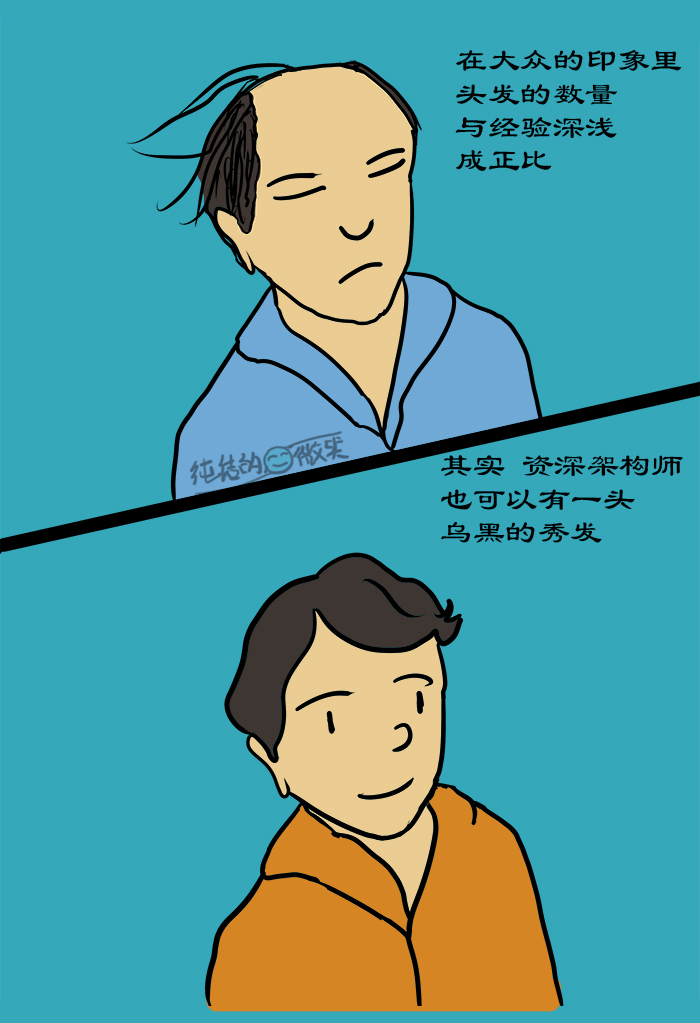 在大众的印象里
头发的数量
与经验深浅
成正比
纯洁的微笑
其实 资深架构师
也可以有一头
乌黑的秀发